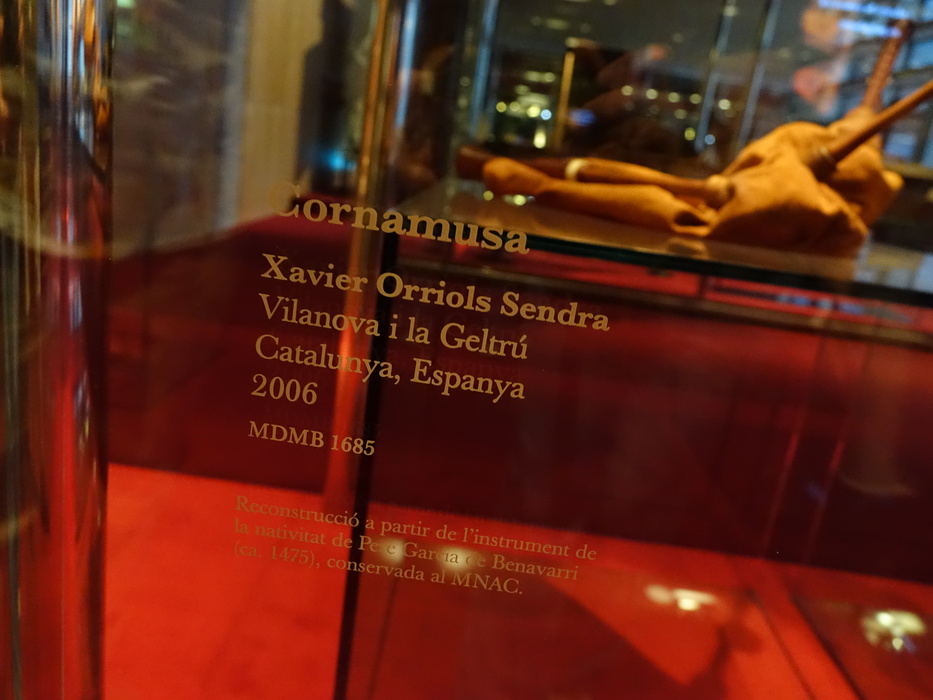 Cornamusa
Xavier Orriols Sendra
Vilanova i la Geltrú
Catalunya, Espanya
2006
MDMB 1685
Reconstrucció a partir de l'instrument de
la nativitat de Pere Garcia de Benavarri
(ca. 1475), conservada al MNAC.